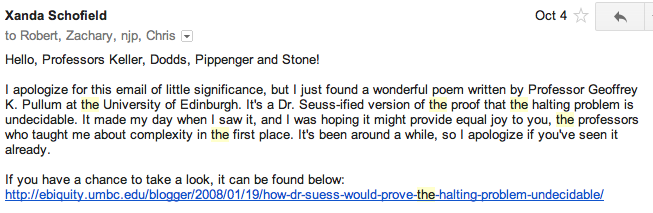 Xanda Schofield
Oct 4
to Robert, Zachary, njp, Chris
Hello, Professors Keller, Dodds, Pippenger and Stone!
I apologize for this email of little significance, but I just found a wonderful poem written by Professor Geoffrey
K. Pullum at the University of Edinburgh. It's a Dr. Seuss-ified version of the proof that the halting problem is
undecidable. It made my day when I saw it, and I was hoping it might provide equal joy to you, the professors
who taught me about complexity in the first place. It's been around a while, so I apologize if you've seen it
already.
If you have a chance to take a look, it can be found below:
http://ebiquity.umbc.edu/blogger/2008/01/19/how-dr-suess-would-prove-the-halting-problem-undecidable/